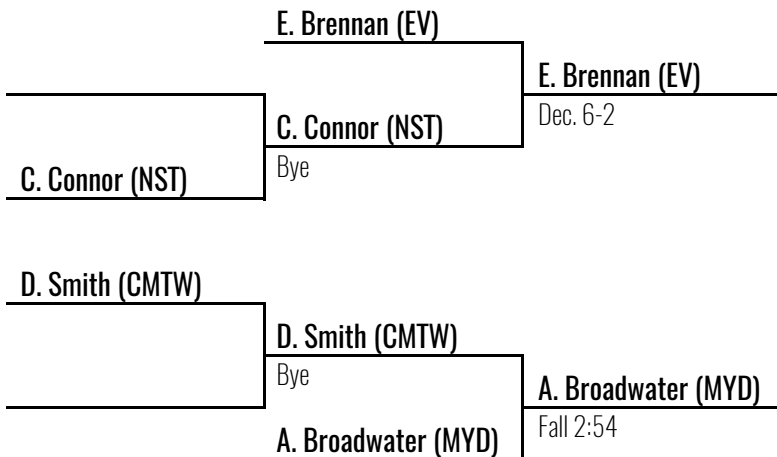 E. Brennan (EV)
E. Brennan (EV)
Dec. 6-2
C. Connor (NST)
Bye
C. Connor (NST)
D. Smith (CMTW)
D. Smith (CMTW)
Bye
A. Broadwater (MYD)
Fall 2:54
A. Broadwater (MYD)